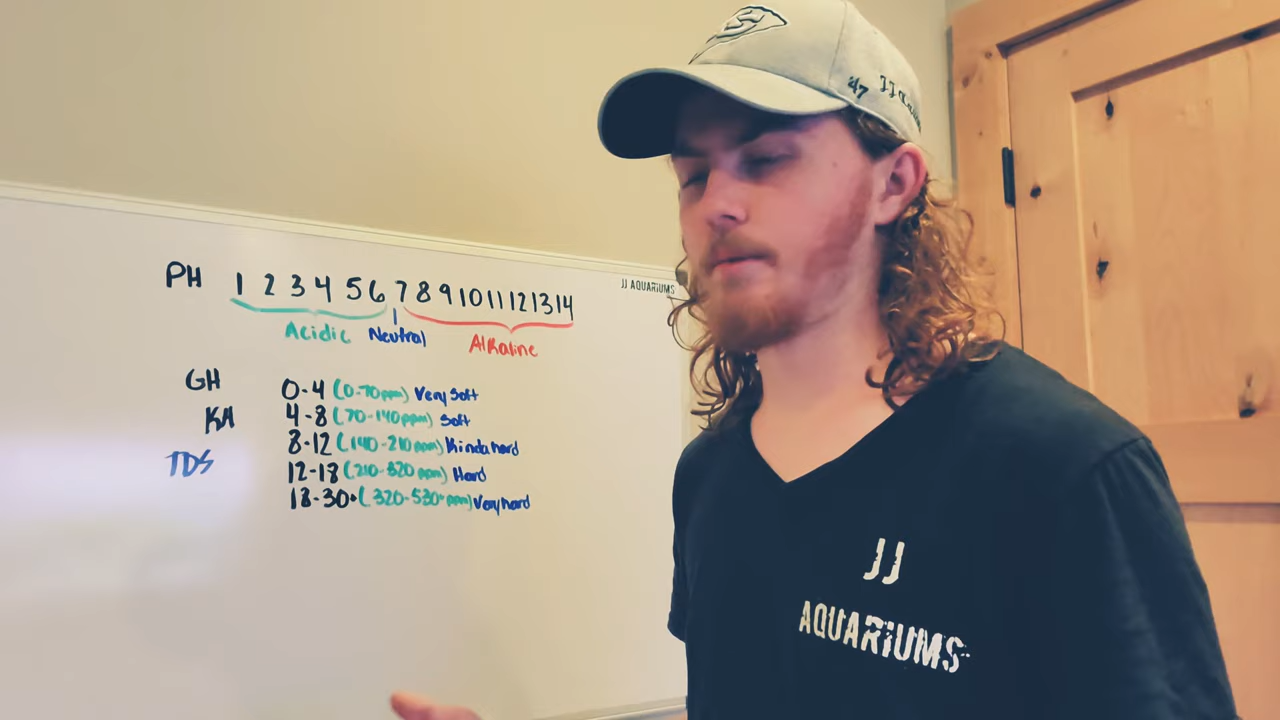 PH 1 2 3 4 5 6 7 8 9 10 11 12 13 14
JJ AQUARIUMS
Acidic Neutral Alkaline
GH
KH
TDS
0-4 (0-70ppm) Very Soft
4-8 (70-140ppm) Soft
8-12 (140-210ppm) Kinda hard
12-18 (210-320ppm) Hard
18-30+ (320-530+ppm) Very hard
'47
JJ
AQUARIUMS